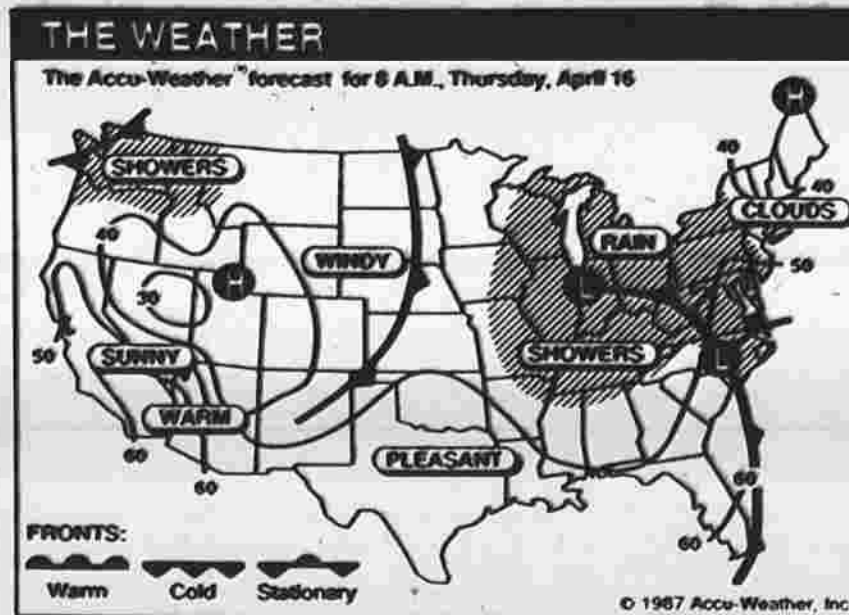 THE WEATHER
The Accu-Weather™ forecast for 8 A.M., Thursday, April 16
H
SHOWERS
40
40
CLOUDS
RAIN
40
WINDY
50
30
H
L
50
SUNNY
SHOWERS
L
WARM
60
PLEASANT
60
60
60
FRONTS:
Warm
Cold
Stationary
© 1987 Accu-Weather, Inc